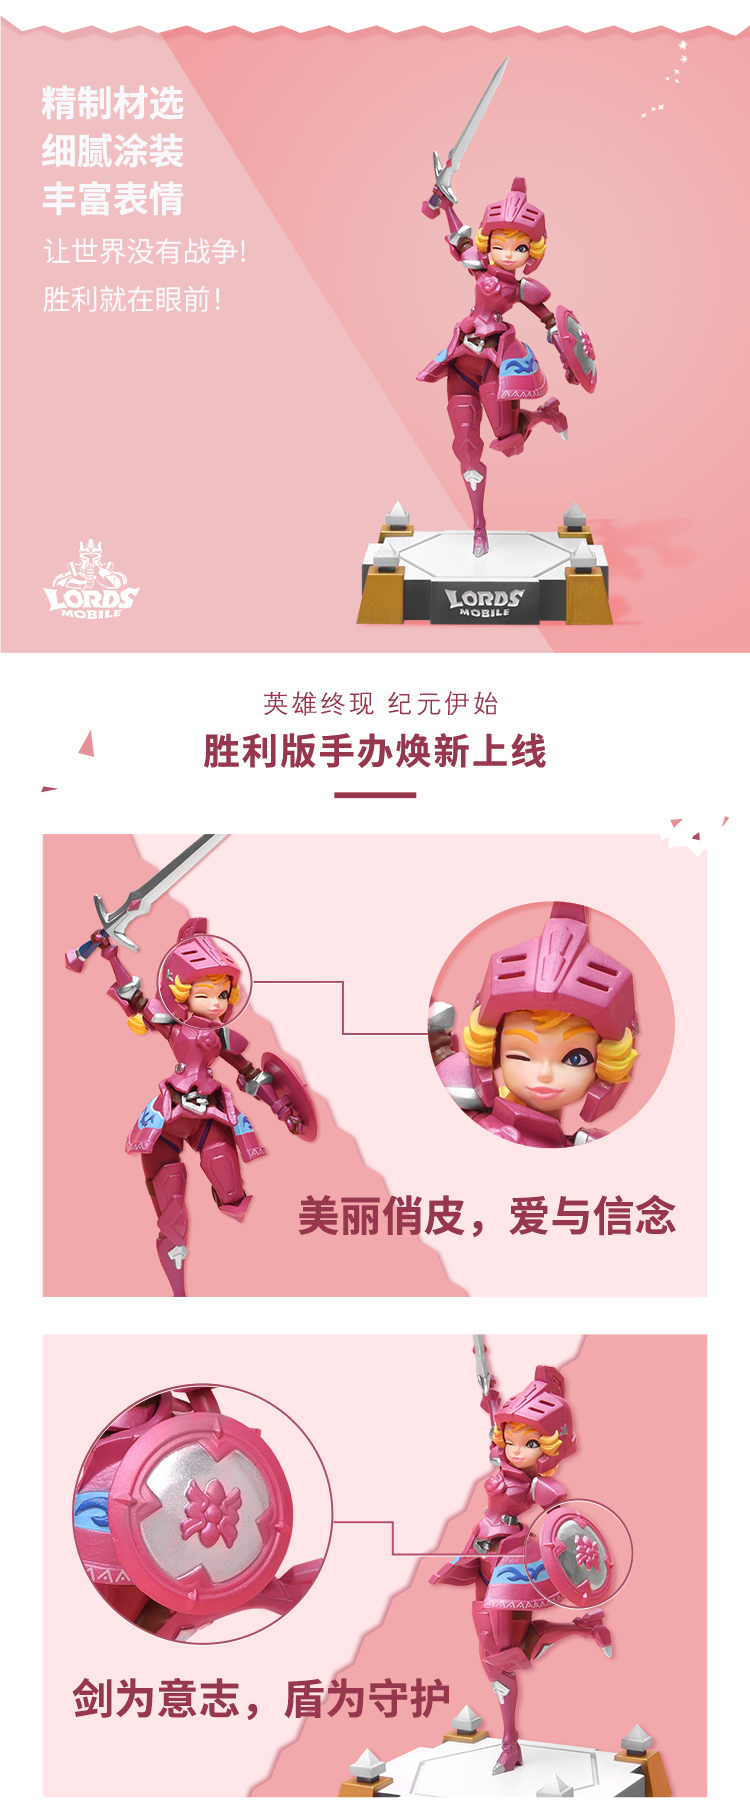 精制材选
细腻涂装
丰富表情
让世界没有战争!
胜利就在眼前！
LORDS
MOBILE
LORDS
MOBILE
英雄终现 纪元伊始
胜利版手办焕新上线
美丽俏皮，爱与信念
剑为意志，盾为守护